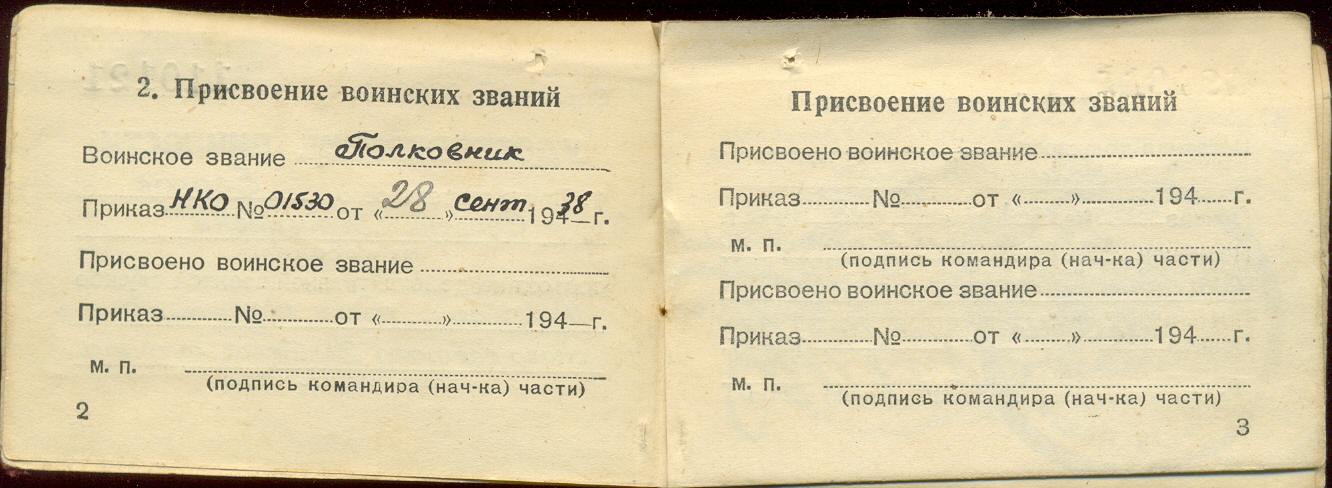 2. Присвоение воинских званий
Воинское звание Полковник
Приказ НКО № 01530 от « 28 » сент. 1938 г.
Присвоено воинское звание
Приказ № от « » 194 г.
м. п.
(подпись командира (нач-ка) части)
2
Присвоение воинских званий
Присвоено воинское звание
Приказ № от « » 194 г.
м. п.
(подпись командира (нач-ка) части)
Присвоено воинское звание
Приказ № от « » 194 г.
м. п.
(подпись командира (нач-ка) части)
3